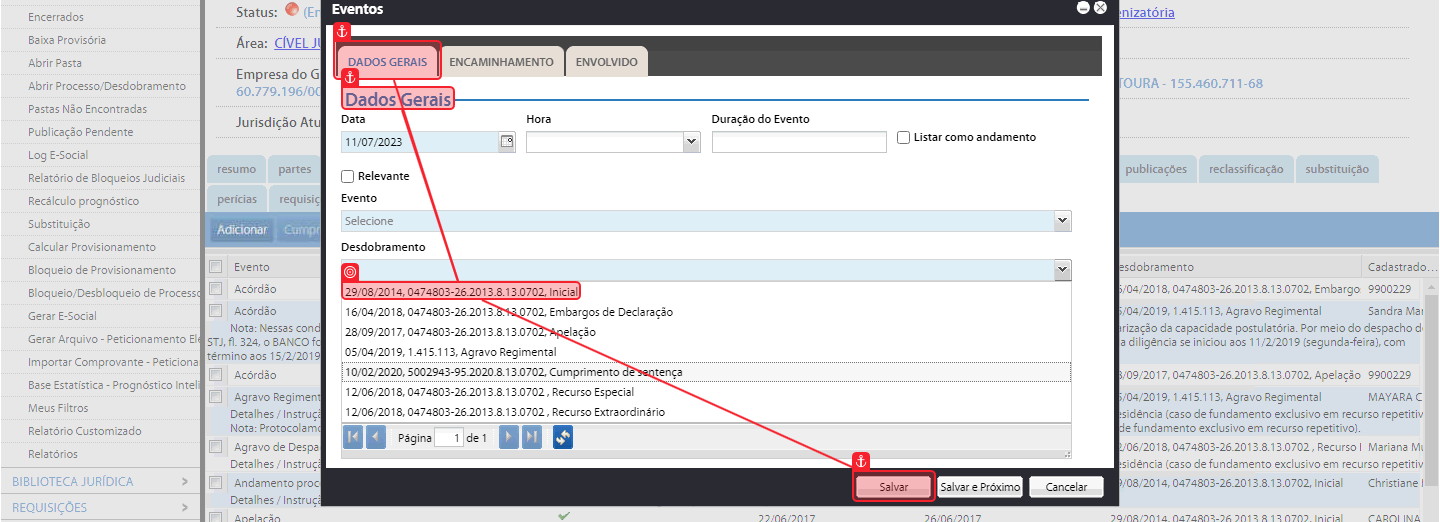 Encerrados
Baixa Provisória
Abrir Pasta
Abrir Processo/Desdobramento
Pastas Não Encontradas
Publicação Pendente
Log E-Social
Relatório de Bloqueios Judiciais
Recálculo prognóstico
Substituição
Calcular Provisionamento
Bloqueio de Provisionamento
Bloqueio/Desbloqueio de Processo
Gerar E-Social
Gerar Arquivo - Peticionamento Ele
Importar Comprovante - Peticiona
Base Estatística - Prognóstico Inteli
Meus Filtros
Relatório Customizado
Relatórios
BIBLIOTECA JURÍDICA >
REQUISIÇÕES >
Status: (En
Área: CÍVEL JU
Empresa do G
60.779.196/00
Jurisdição Atu
enizatória
TOURA - 155.460.711-68
resumo partes
publicações reclassificação substituição
perícias requisiç
Adicionar Cumpr
Eventos
DADOS GERAIS ENCAMINHAMENTO ENVOLVIDO
Dados Gerais
Data Hora Duração do Evento
11/07/2023
Listar como andamento
Relevante
Evento
Selecione
Desdobramento
29/08/2014, 0474803-26.2013.8.13.0702, Inicial
16/04/2018, 0474803-26.2013.8.13.0702, Embargos de Declaração
28/09/2017, 0474803-26.2013.8.13.0702, Apelação
05/04/2019, 1.415.113, Agravo Regimental
10/02/2020, 5002943-95.2020.8.13.0702, Cumprimento de sentença
12/06/2018, 0474803-26.2013.8.13.0702 , Recurso Especial
12/06/2018, 0474803-26.2013.8.13.0702 , Recurso Extraordinário
Página 1 de 1
Salvar Salvar e Próximo Cancelar
Evento
Acórdão
Acórdão
Nota: Nessas cond
STJ, fl. 324, o BANCO fo
término aos 15/2/2019
Acórdão
Agravo Regiment
Detalhes / Instruçã
Nota: Protocolamo
Agravo de Despa
Detalhes / Instruçã
Andamento proce
Detalhes / Instruçã
Apelação 22/06/2017 26/06/2017 29/08/2014, 0474803-26.2013.8.13.0702, Inicial CAROLINA
esdobramento Cadastrado...
/04/2018, 0474803-26.2013.8.13.0702, Embargo 9900229
/04/2019, 1.415.113, Agravo Regimental Sandra Mar
arização da capacidade postulatória. Por meio do despacho d
a diligência se iniciou aos 11/2/2019 (segunda-feira), com
/09/2017, 0474803-26.2013.8.13.0702, Apelação 9900229
/04/2019, 1.415.113, Agravo Regimental MAYARA C
esidência (caso de fundamento exclusivo em recurso repetitiv
de fundamento exclusivo em recurso repetitivo).
/06/2018, 0474803-26.2013.8.13.0702 , Recurso Mariana Mu
esidência (caso de fundamento exclusivo em recurso repetitiv
/08/2014, 0474803-26.2013.8.13.0702, Inicial Christiane